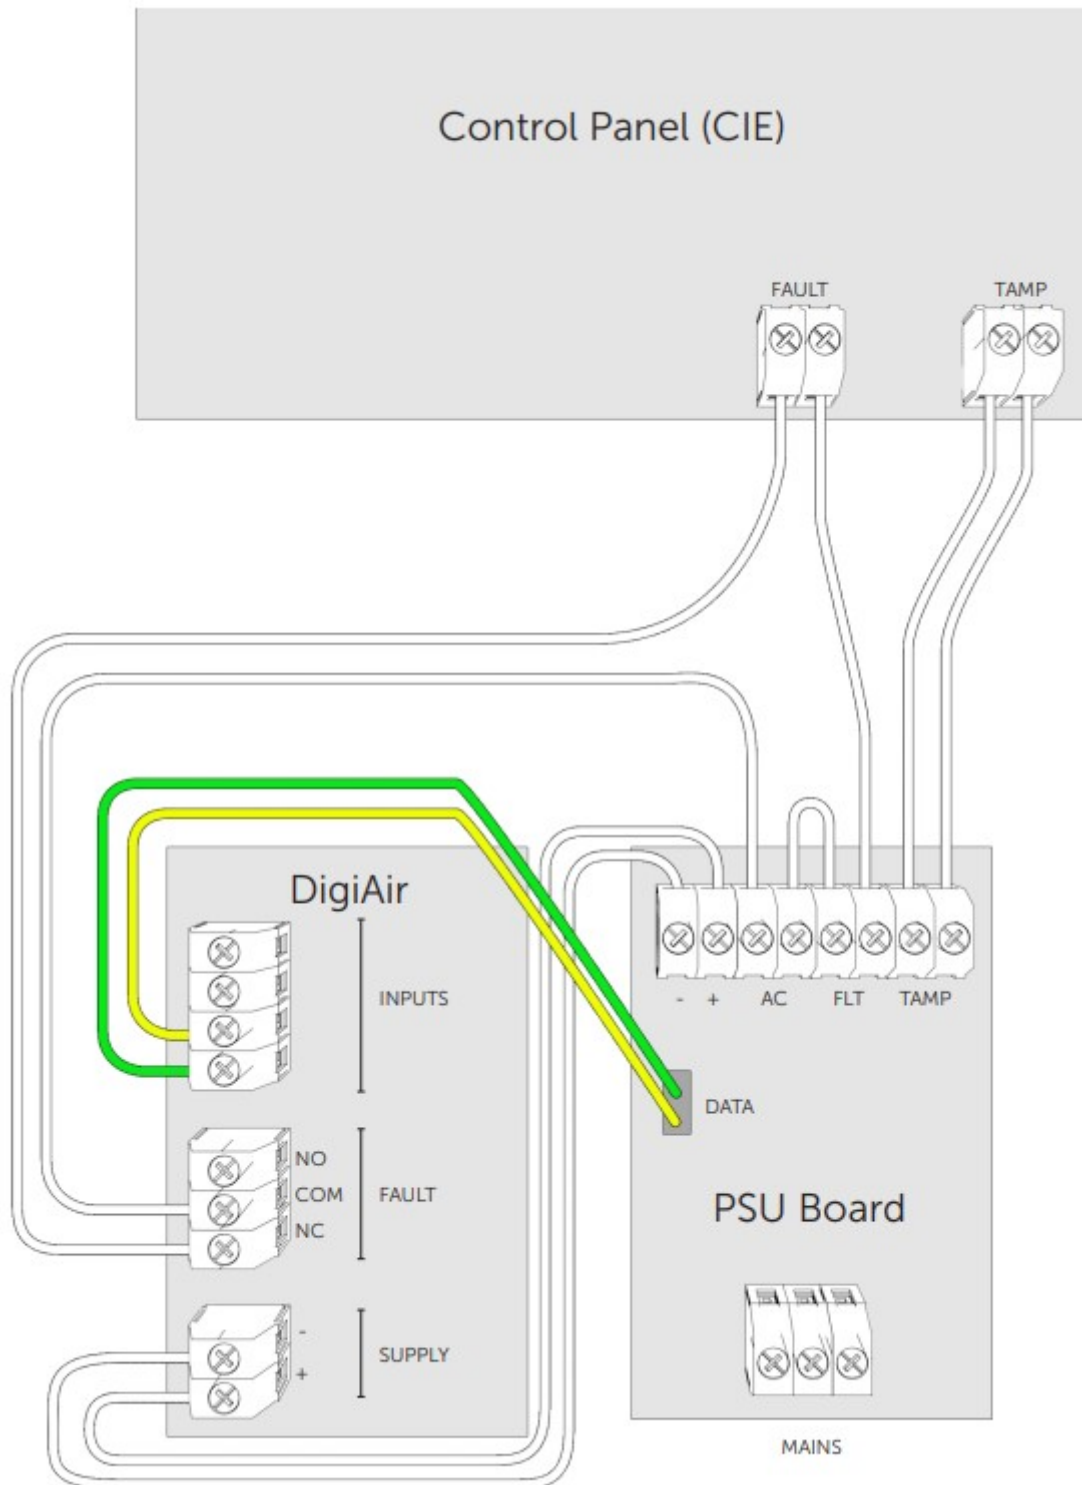 Control Panel (CIE)
FAULT TAMP
DigiAir
INPUTS
NO
COM FAULT
NC
-
SUPPLY
+
- + AC FLT TAMP
DATA
PSU Board
MAINS